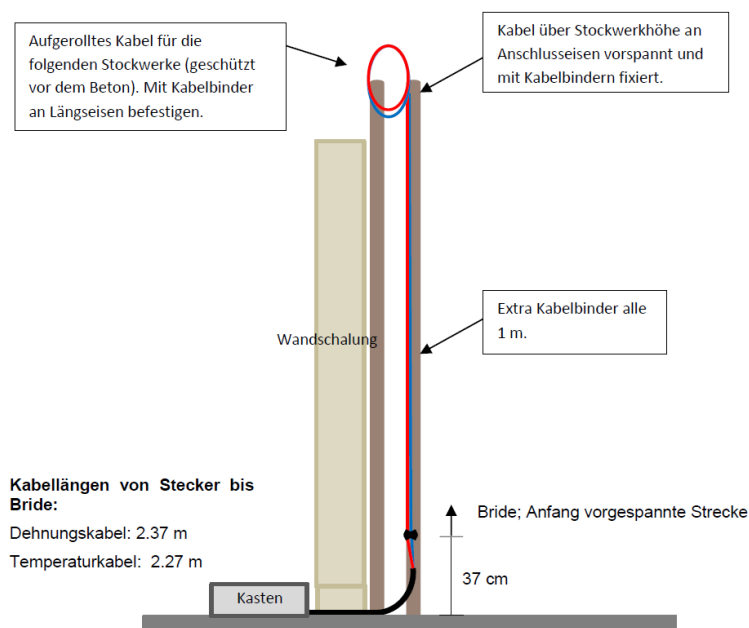 Aufgerolltes Kabel für die
folgenden Stockwerke (geschützt
vor dem Beton). Mit Kabelbinder
an Längseisen befestigen.
Kabel über Stockwerkhöhe an
Anschlusseisen vorspannt und
mit Kabelbindern fixiert.
Extra Kabelbinder alle
1 m.
Wandschalung
Kabellängen von Stecker bis
Bride:
Dehnungskabel: 2.37 m
Temperaturkabel: 2.27 m
Bride; Anfang vorgespannte Strecke
37 cm
Kasten